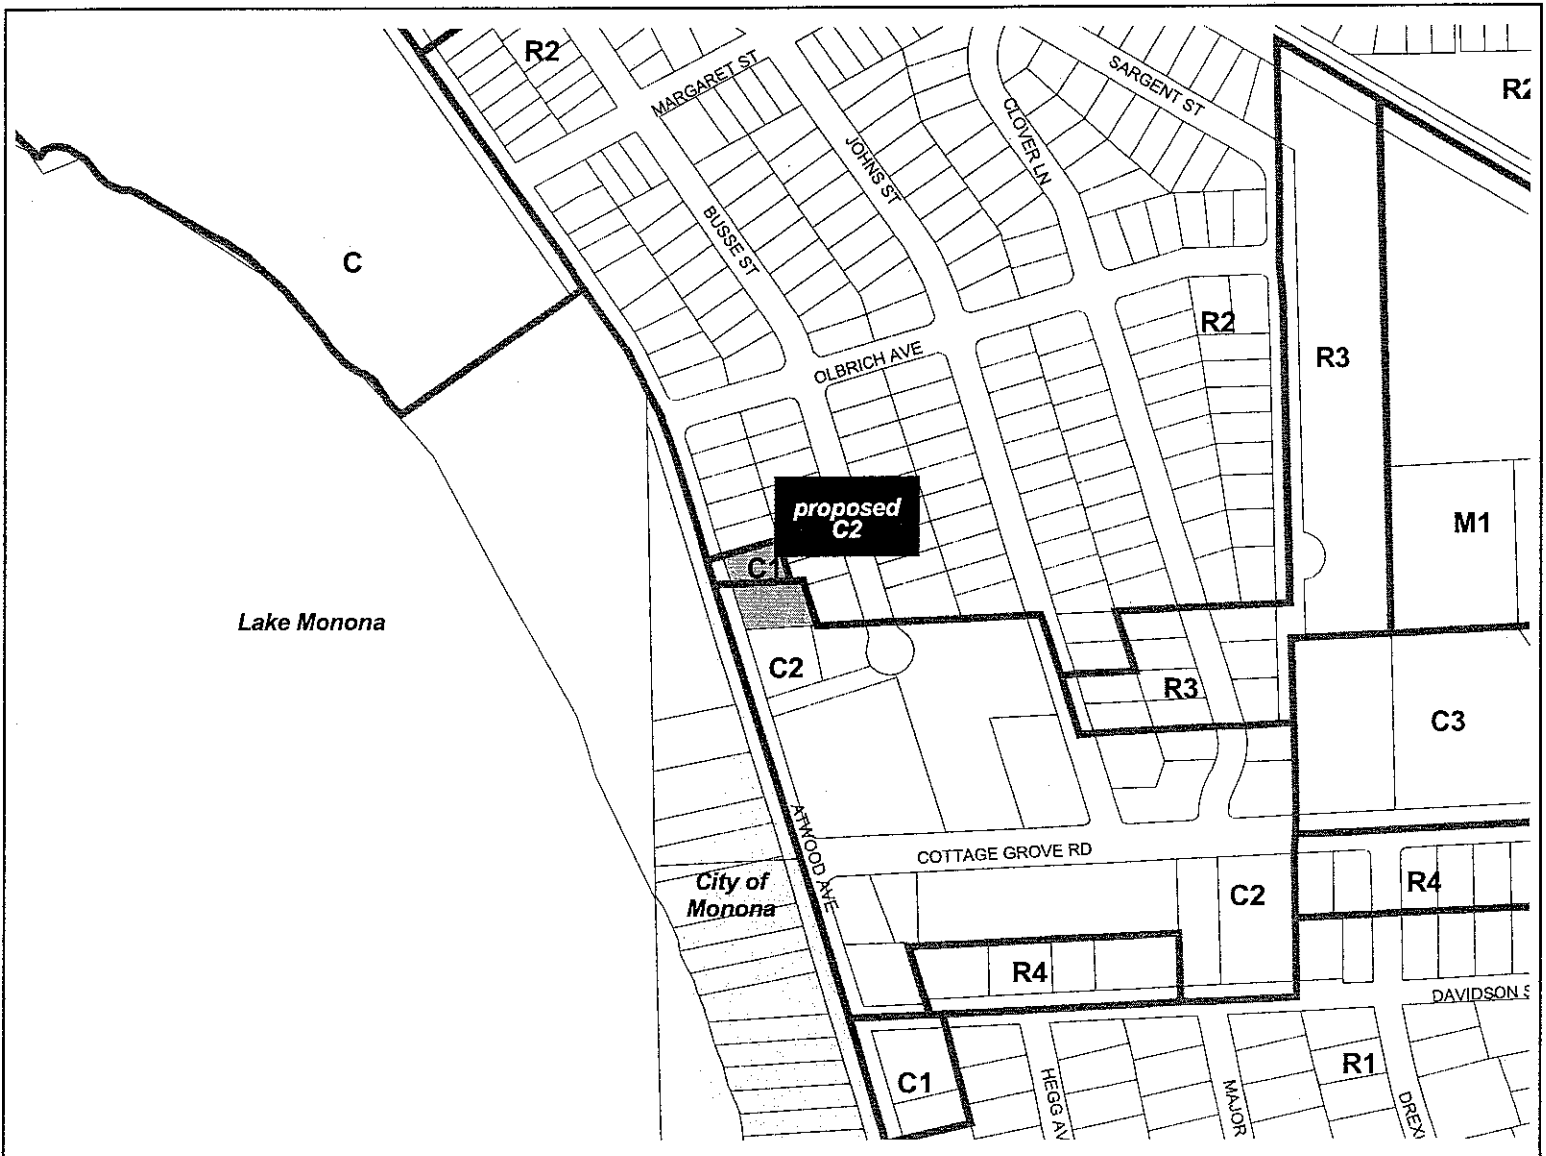 R2
MARGARET ST
SARGENT ST
CLOVER LN
JOHNS ST
BUSSE ST
C
R2
OLBRICH AVE
R3
proposed
C2
M1
C1
Lake Monona
C2
R3
C3
ATWOOD AVE
COTTAGE GROVE RD
City of
Monona
C2
R4
R4
DAVIDSON
C1
HEGG AV
MAJOR
R1